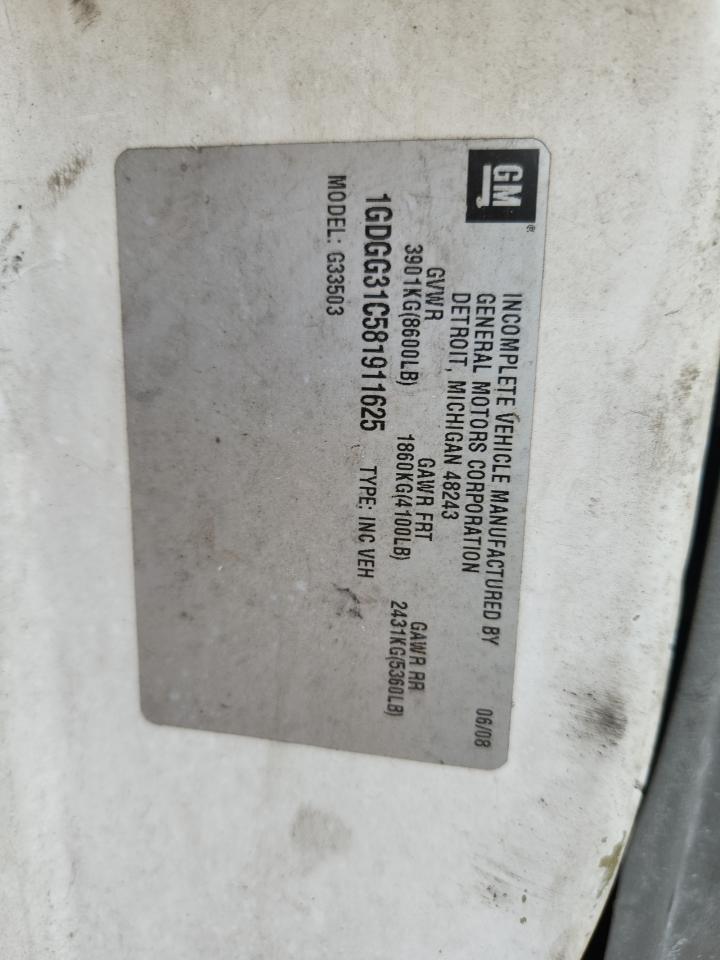 GM®
INCOMPLETE VEHICLE MANUFACTURED BY
GENERAL MOTORS CORPORATION
DETROIT, MICHIGAN 48243 06/08
GVWR GAWR FRT GAWR RR
3901KG(8600LB) 1860KG(4100LB) 2431KG(5360LB)
1GDGG31C581911625 TYPE: INC VEH
MODEL: G33503